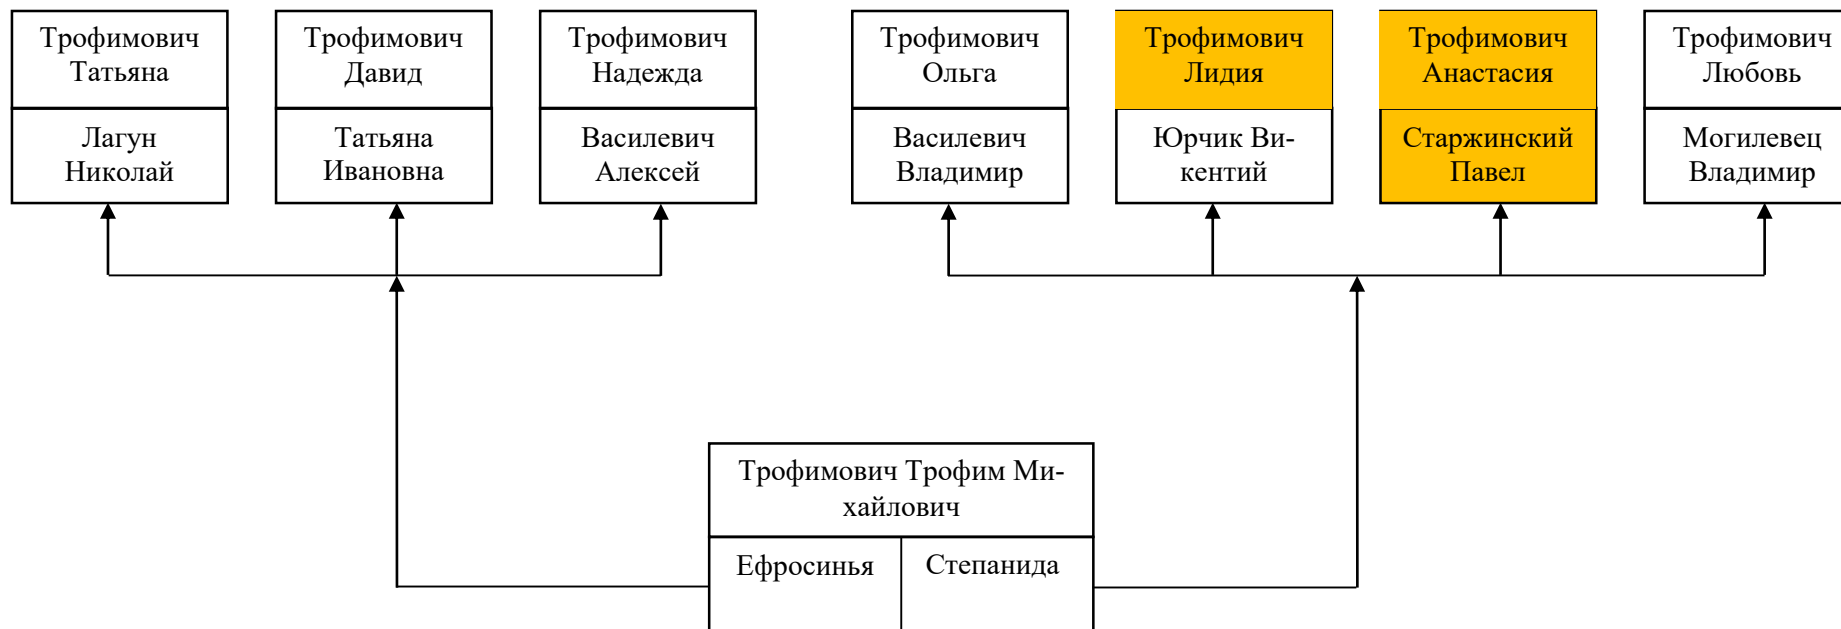 Трофимович
Татьяна
Лагун
Николай
Трофимович
Давид
Татьяна
Ивановна
Трофимович
Надежда
Василевич
Алексей
Трофимович
Ольга
Василевич
Владимир
Трофимович
Лидия
Юрчик Ви-
кентий
Трофимович
Анастасия
Старжинский
Павел
Трофимович
Любовь
Могилевец
Владимир
Трофимович Трофим Ми-
хайлович
Ефросинья
Степанида